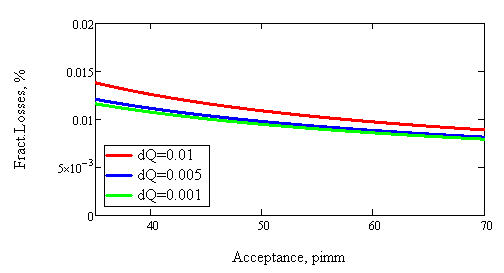 0.02
0.015
0.01
5×10⁻³
0
Fract.Losses, %
dQ=0.01
dQ=0.005
dQ=0.001
40 50 60 70
Acceptance, pimm